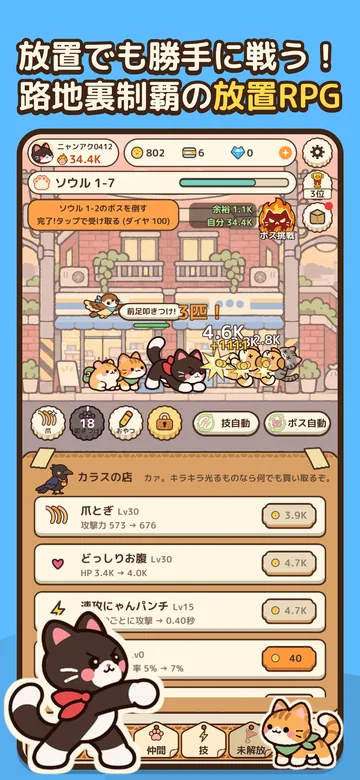 放置でも勝手に戦う！
路地裏制覇の放置RPG
ニャンアク0412
34.4K
802
6
0
ソウル 1-7
3位
ソウル 1-2のボスを倒す
完了!タップで受け取る (ダイヤ 100)
余裕 1.1K
自分 34.4K
ボス挑戦
前足叩きつけ!
3匹!
4.6K
爪
18
おやつ
技自動
ボス自動
カラスの店
カァ。キラキラ光るものなら何でも買い取るぞ。
爪とぎ Lv30
攻撃力 573 → 676
3.9K
どっしりお腹 Lv30
HP 3.4K → 4.0K
4.7K
連攻にゃんパンチ Lv15
ごとに攻撃 → 0.40秒
4.7K
Lv0
率 5% → 7%
40
仲間
技
未解放